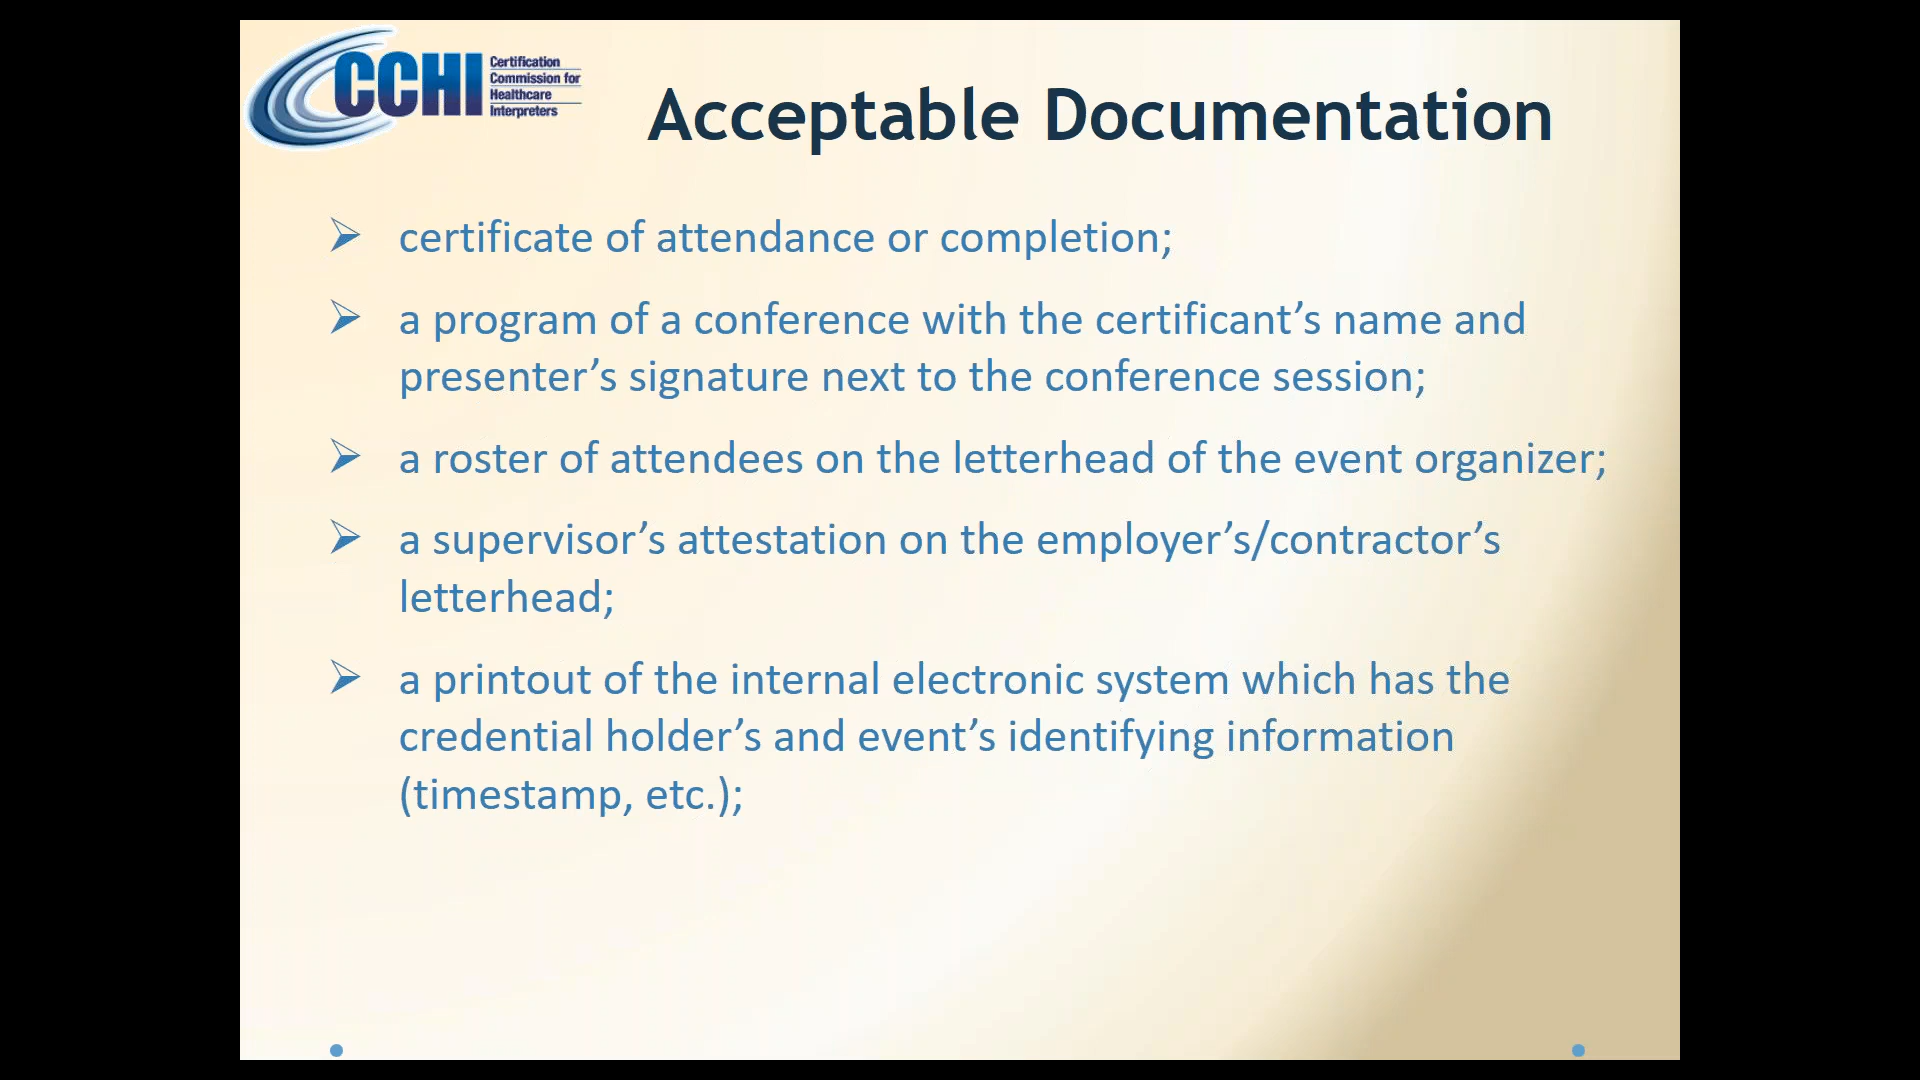 CCHI
Certification
Commission for
Healthcare
Interpreters
Acceptable Documentation
certificate of attendance or completion;
a program of a conference with the certificant’s name and
presenter’s signature next to the conference session;
a roster of attendees on the letterhead of the event organizer;
a supervisor’s attestation on the employer’s/contractor’s
letterhead;
a printout of the internal electronic system which has the
credential holder’s and event’s identifying information
(timestamp, etc.);